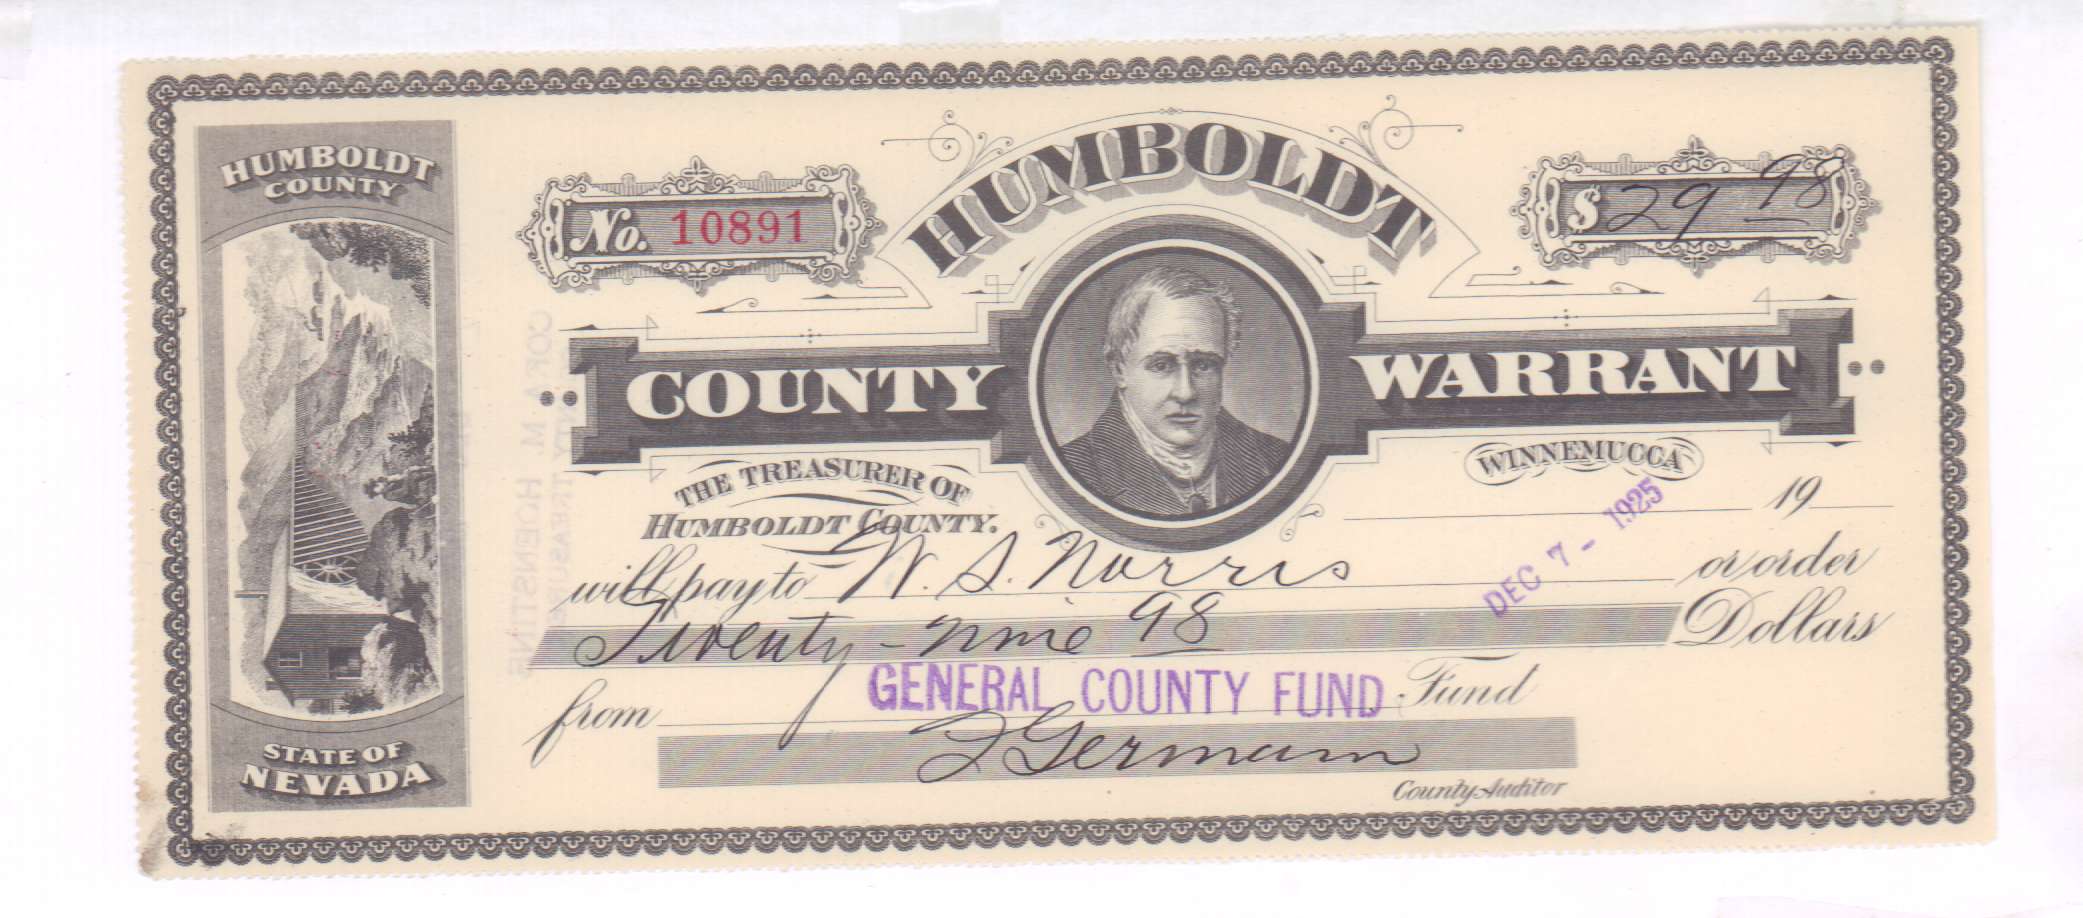 HUMBOLDT
COUNTY
No. 10891
HUMBOLDT
$ 29 98
COUNTY WARRANT
THE TREASURER OF
HUMBOLDT COUNTY.
WINNEMUCCA
DEC 7 - 1925
19
will pay to W. S. Norris or order
Twenty-nine 98 Dollars
from GENERAL COUNTY FUND Fund
J Germain
County Auditor
STATE OF
NEVADA